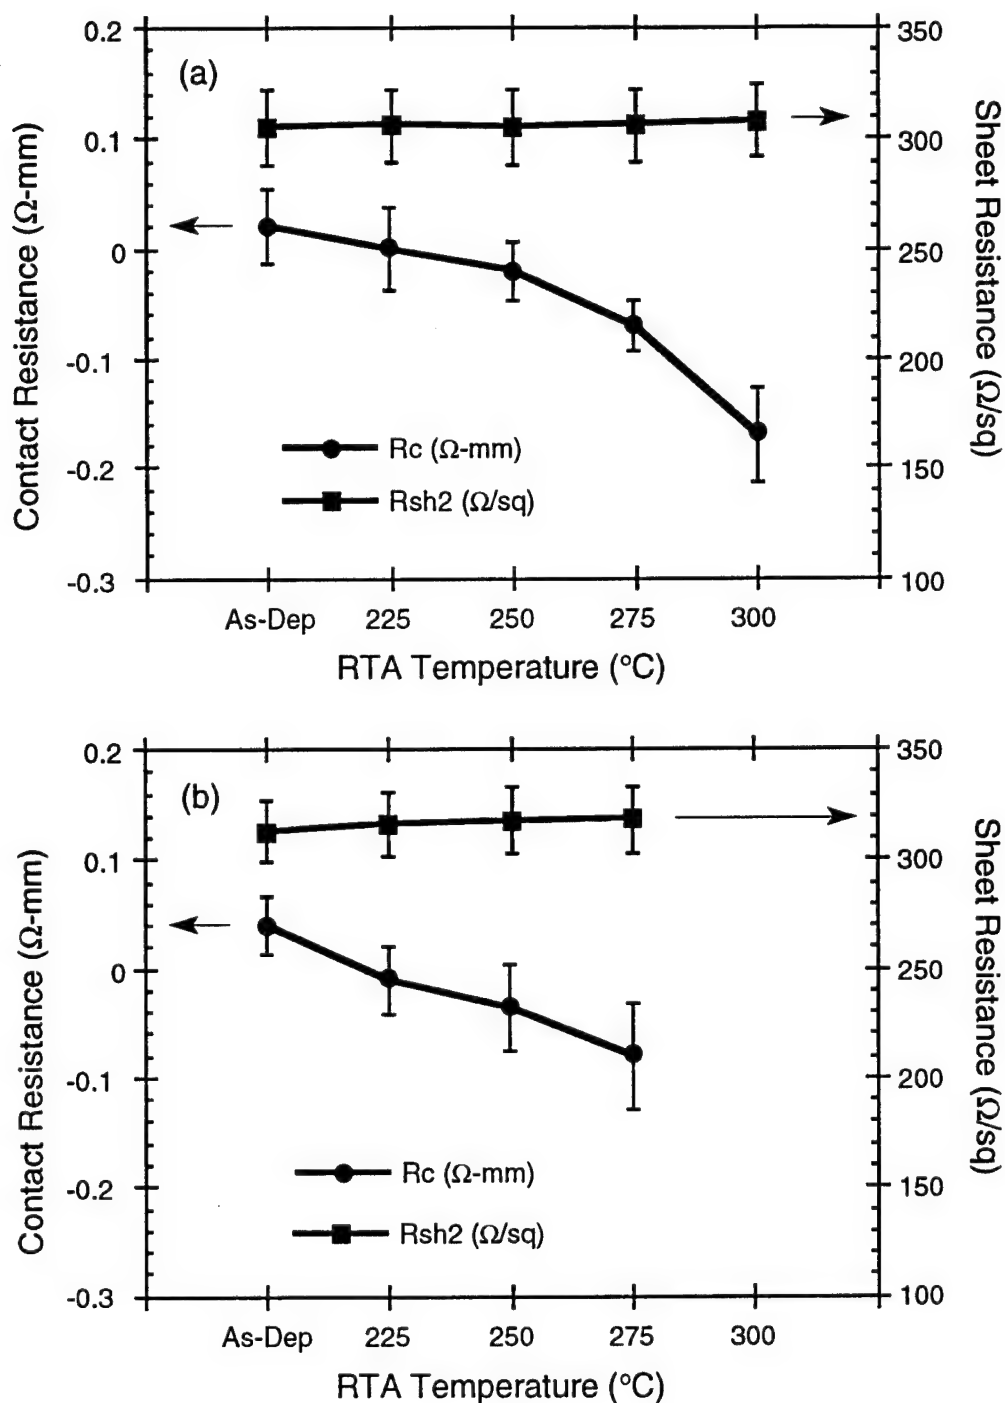 (a)
Contact Resistance (Ω-mm)
0.2
0.1
0
-0.1
-0.2
-0.3
350
300
250
200
150
100
Sheet Resistance (Ω/sq)
Rc (Ω-mm)
Rsh2 (Ω/sq)
As-Dep 225 250 275 300
RTA Temperature (°C)
(b)
Contact Resistance (Ω-mm)
0.2
0.1
0
-0.1
-0.2
-0.3
350
300
250
200
150
100
Sheet Resistance (Ω/sq)
Rc (Ω-mm)
Rsh2 (Ω/sq)
As-Dep 225 250 275 300
RTA Temperature (°C)